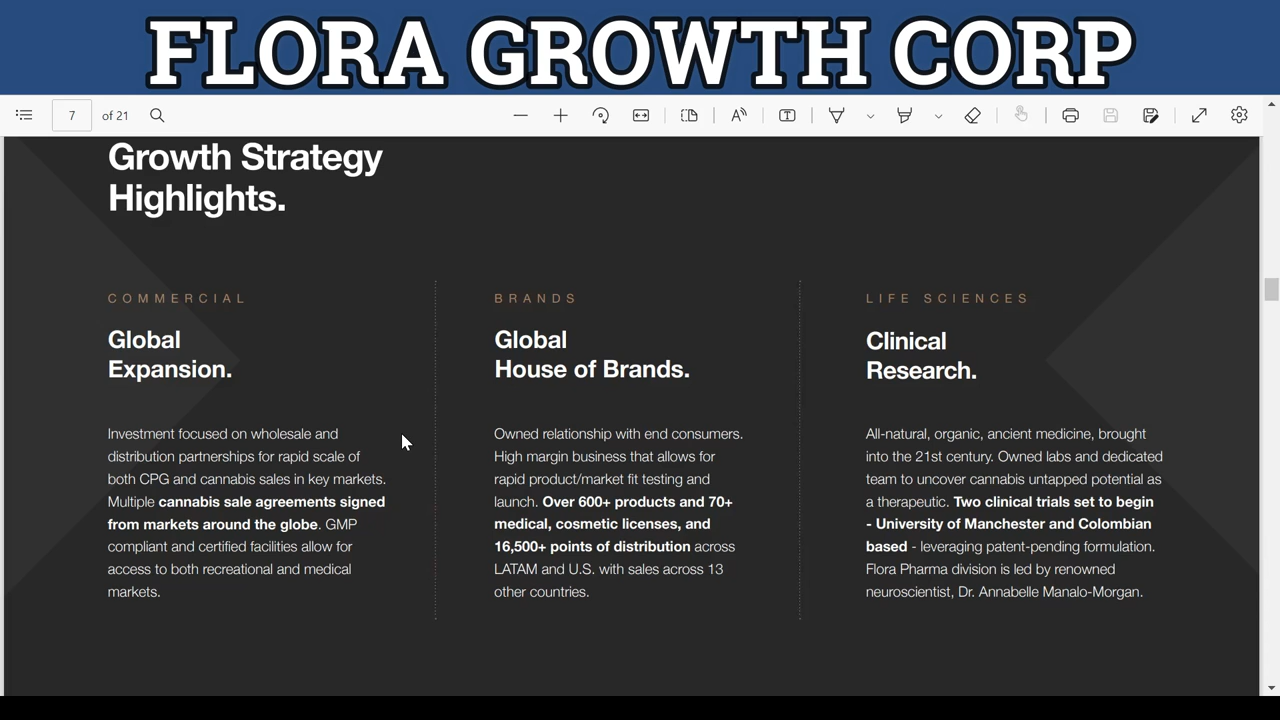 FLORA GROWTH CORP
7 of 21
Growth Strategy
Highlights.
COMMERCIAL
Global
Expansion.
Investment focused on wholesale and
distribution partnerships for rapid scale of
both CPG and cannabis sales in key markets.
Multiple cannabis sale agreements signed
from markets around the globe. GMP
compliant and certified facilities allow for
access to both recreational and medical
markets.
BRANDS
Global
House of Brands.
Owned relationship with end consumers.
High margin business that allows for
rapid product/market fit testing and
launch. Over 600+ products and 70+
medical, cosmetic licenses, and
16,500+ points of distribution across
LATAM and U.S. with sales across 13
other countries.
LIFE SCIENCES
Clinical
Research.
All-natural, organic, ancient medicine, brought
into the 21st century. Owned labs and dedicated
team to uncover cannabis untapped potential as
a therapeutic. Two clinical trials set to begin
- University of Manchester and Colombian
based - leveraging patent-pending formulation.
Flora Pharma division is led by renowned
neuroscientist, Dr. Annabelle Manalo-Morgan.